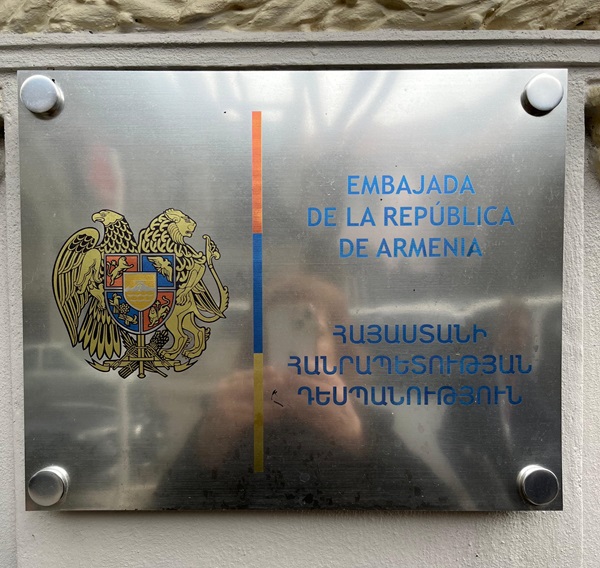 EMBAJADA
DE LA REPÚBLICA
DE ARMENIA
ՀԱՅԱՍՏԱՆԻ
ՀԱՆՐԱՊԵՏՈՒԹՅԱՆ
ԴԵՍՊԱՆՈՒԹՅՈՒՆ